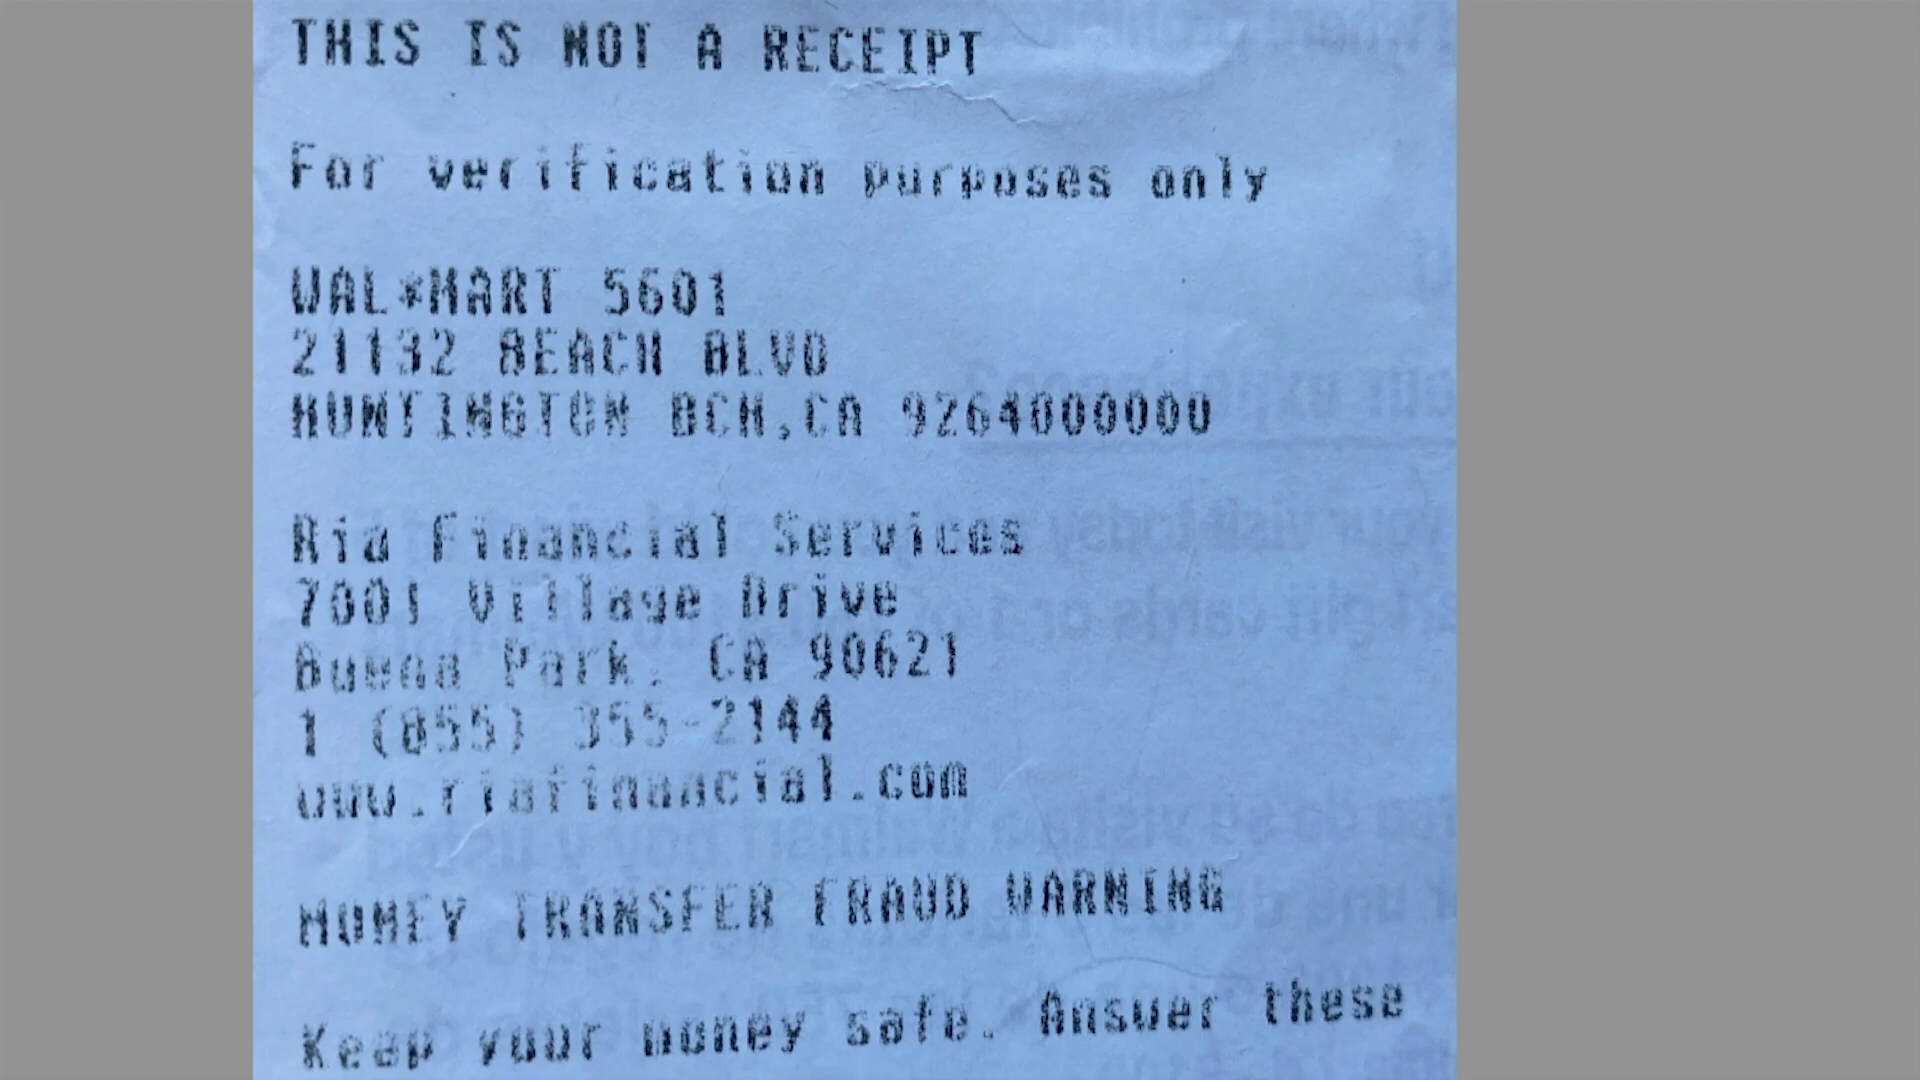 THIS IS NOT A RECEIPT
For verification purposes only
WAL*MART 5601
21132 BEACH BLVD
HUNTINGTON BCH,CA 9264800000
Ria Financial Services
7001 Village Drive
Buena Park, CA 90621
1 (855) 355-2144
www.riafinancial.com
MONEY TRANSFER FRAUD WARNING
Keep your money safe. Answer these